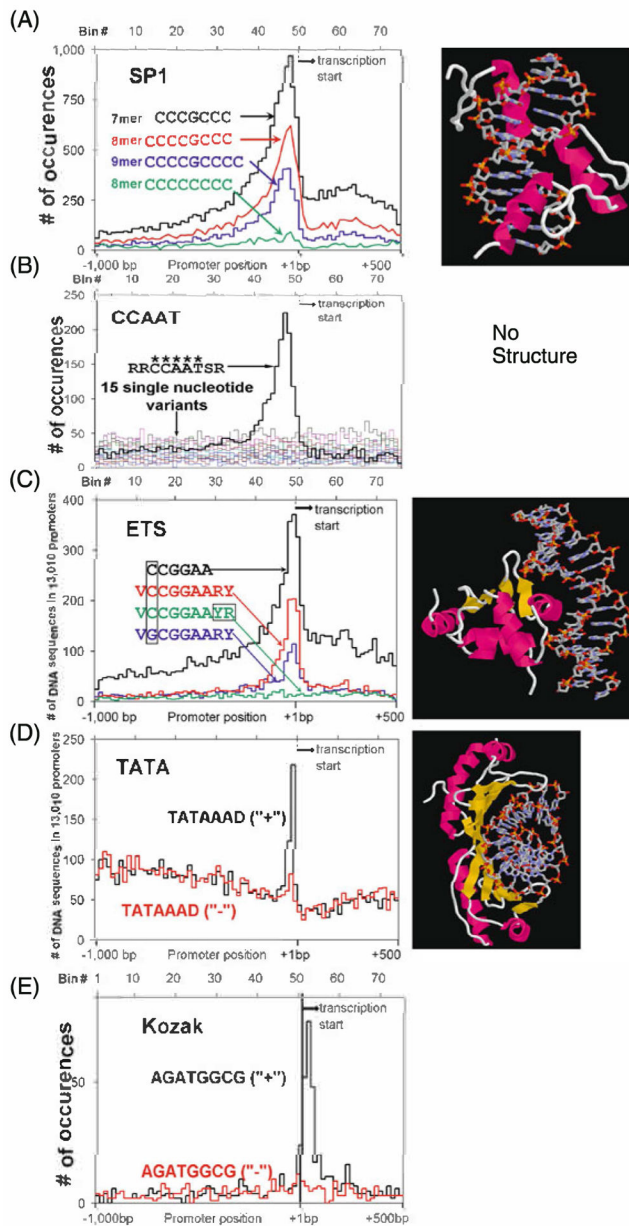 (A)
Bin # 10 20 30 40 50 60 70
1,000
750
500
250
0
# of occurences
SP1
transcription
start
7mer CCCGCCC
8mer CCCCGCCC
9mer CCCCGCCCC
8mer CCCCCCCC
-1,000 bp Promoter position +1bp +500
(B)
Bin # 10 20 30 40 50 60 70
250
200
150
100
50
0
# of occurences
CCAAT
transcription
start
*****
RRCCAATSR
15 single nucleotide
variants
No
Structure
(C)
Bin # 10 20 30 40 50 60 70
400
300
200
100
0
# of DNA sequences in 13,010 promoters
ETS
transcription
start
CCGGAA
VCCGGAARY
VCCGGAAYR
VGCGGAARY
-1,000 bp Promoter position +1bp +500
(D)
250
200
150
100
50
0
# of DNA sequences in 13,010 promoters
TATA
transcription
start
TATAAAD ("+")
TATAAAD ("-")
-1,000 bp Promoter position +1bp +500
(E)
Bin # 1 10 20 30 40 50 60 70
50
0
# of occurences
Kozak
transcription
start
AGATGGCG ("+")
AGATGGCG ("-")
-1,000bp Promoter position +1bp +500bp